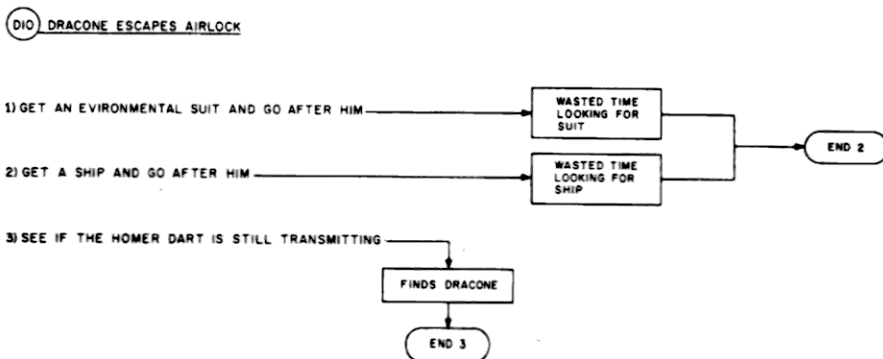 DIO DRACONE ESCAPES AIRLOCK
1) GET AN EVIRONMENTAL SUIT AND GO AFTER HIM
WASTED TIME
LOOKING FOR
SUIT
END 2
2) GET A SHIP AND GO AFTER HIM
WASTED TIME
LOOKING FOR
SHIP
3) SEE IF THE HOMER DART IS STILL TRANSMITTING
FINDS DRACONE
END 3